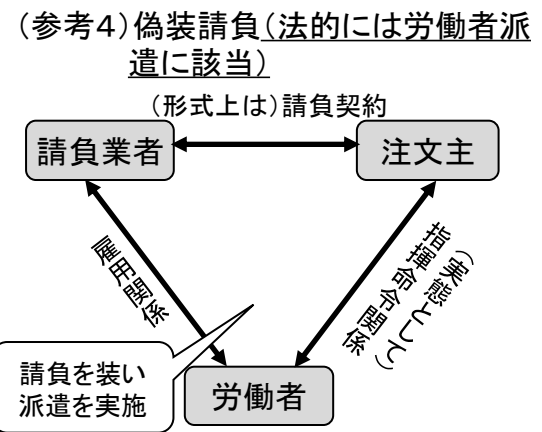 （参考４）偽装請負（法的には労働者派
遣に該当）
（形式上は）請負契約
請負業者
注文主
雇用関係
（実態として）
指揮命令関係
請負を装い
派遣を実施
労働者